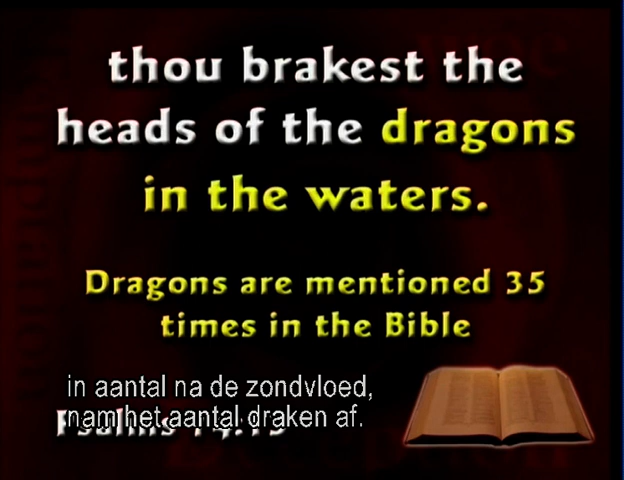 thou brakest the
heads of the dragons
in the waters.
Dragons are mentioned 35
times in the Bible
in aantal na de zondvloed,
nam het aantal draken af.
Psalms